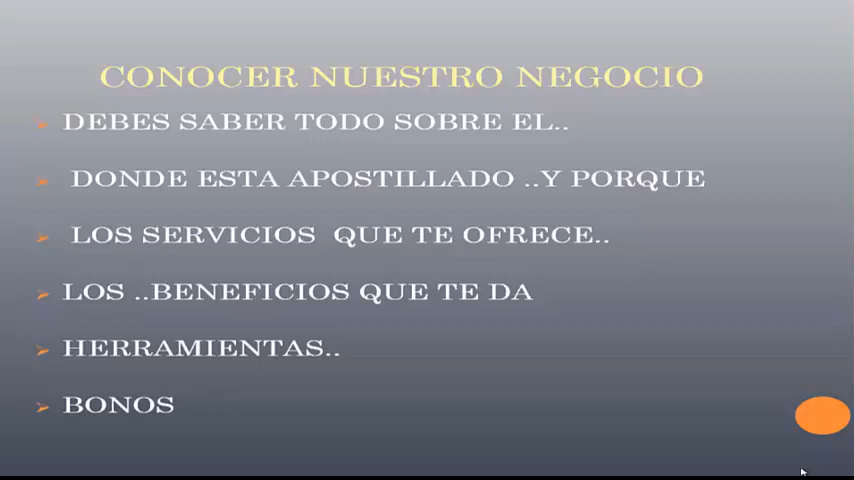 CONOCER NUESTRO NEGOCIO
DEBES SABER TODO SOBRE EL..
DONDE ESTA APOSTILLADO ..Y PORQUE
LOS SERVICIOS QUE TE OFRECE..
LOS ..BENEFICIOS QUE TE DA
HERRAMIENTAS..
BONOS